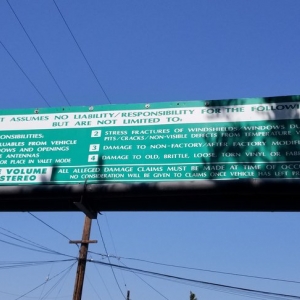 T ASSUMES NO LIABILITY/RESPONSIBILITY FOR THE FOLLOWI
BUT ARE NOT LIMITED TO:
ONSIBILITIES:
LUABLES FROM VEHICLE
INDOWS AND OPENINGS
E ANTENNAS
OR PLACE IN VALET MODE
E VOLUME
STEREO
2 STRESS FRACTURES OF WINDSHIELDS, WINDOWS D
PITS/CRACKS/NON-VISIBLE DEFECTS FROM TEMPERATURE
3 DAMAGE TO NON-FACTORY/AFTER FACTORY MODIF
4 DAMAGE TO OLD, BRITTLE, LOOSE, TORN VINYL OR FAB
ALL ALLEGED DAMAGE CLAIMS MUST BE MADE AT TIME OF OCC
NO CONSIDERATION WILL BE GIVEN TO CLAIMS ONCE VEHICLE HAS LEFT